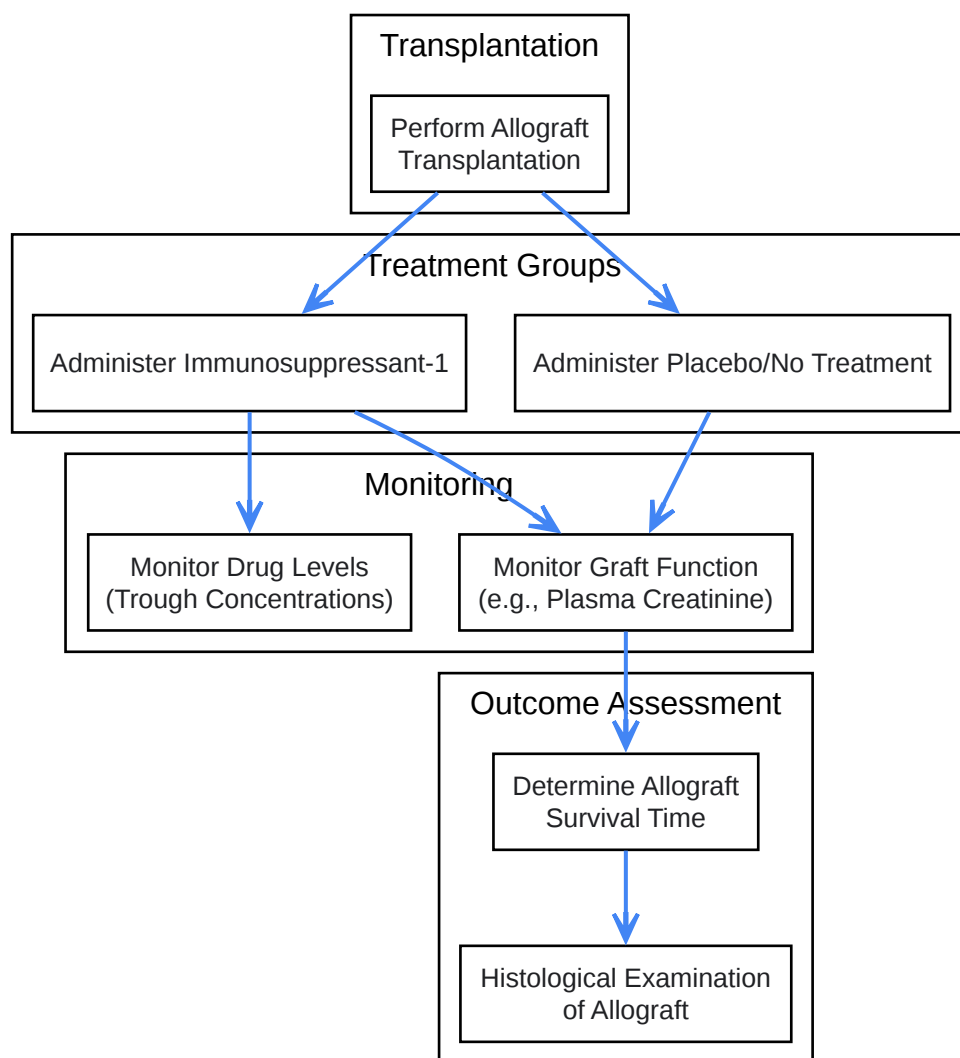 Transplantation
Perform Allograft
Transplantation
Treatment Groups
Administer Immunosuppressant-1
Administer Placebo/No Treatment
Monitoring
Monitor Drug Levels
(Trough Concentrations)
Monitor Graft Function
(e.g., Plasma Creatinine)
Outcome Assessment
Determine Allograft
Survival Time
Histological Examination
of Allograft